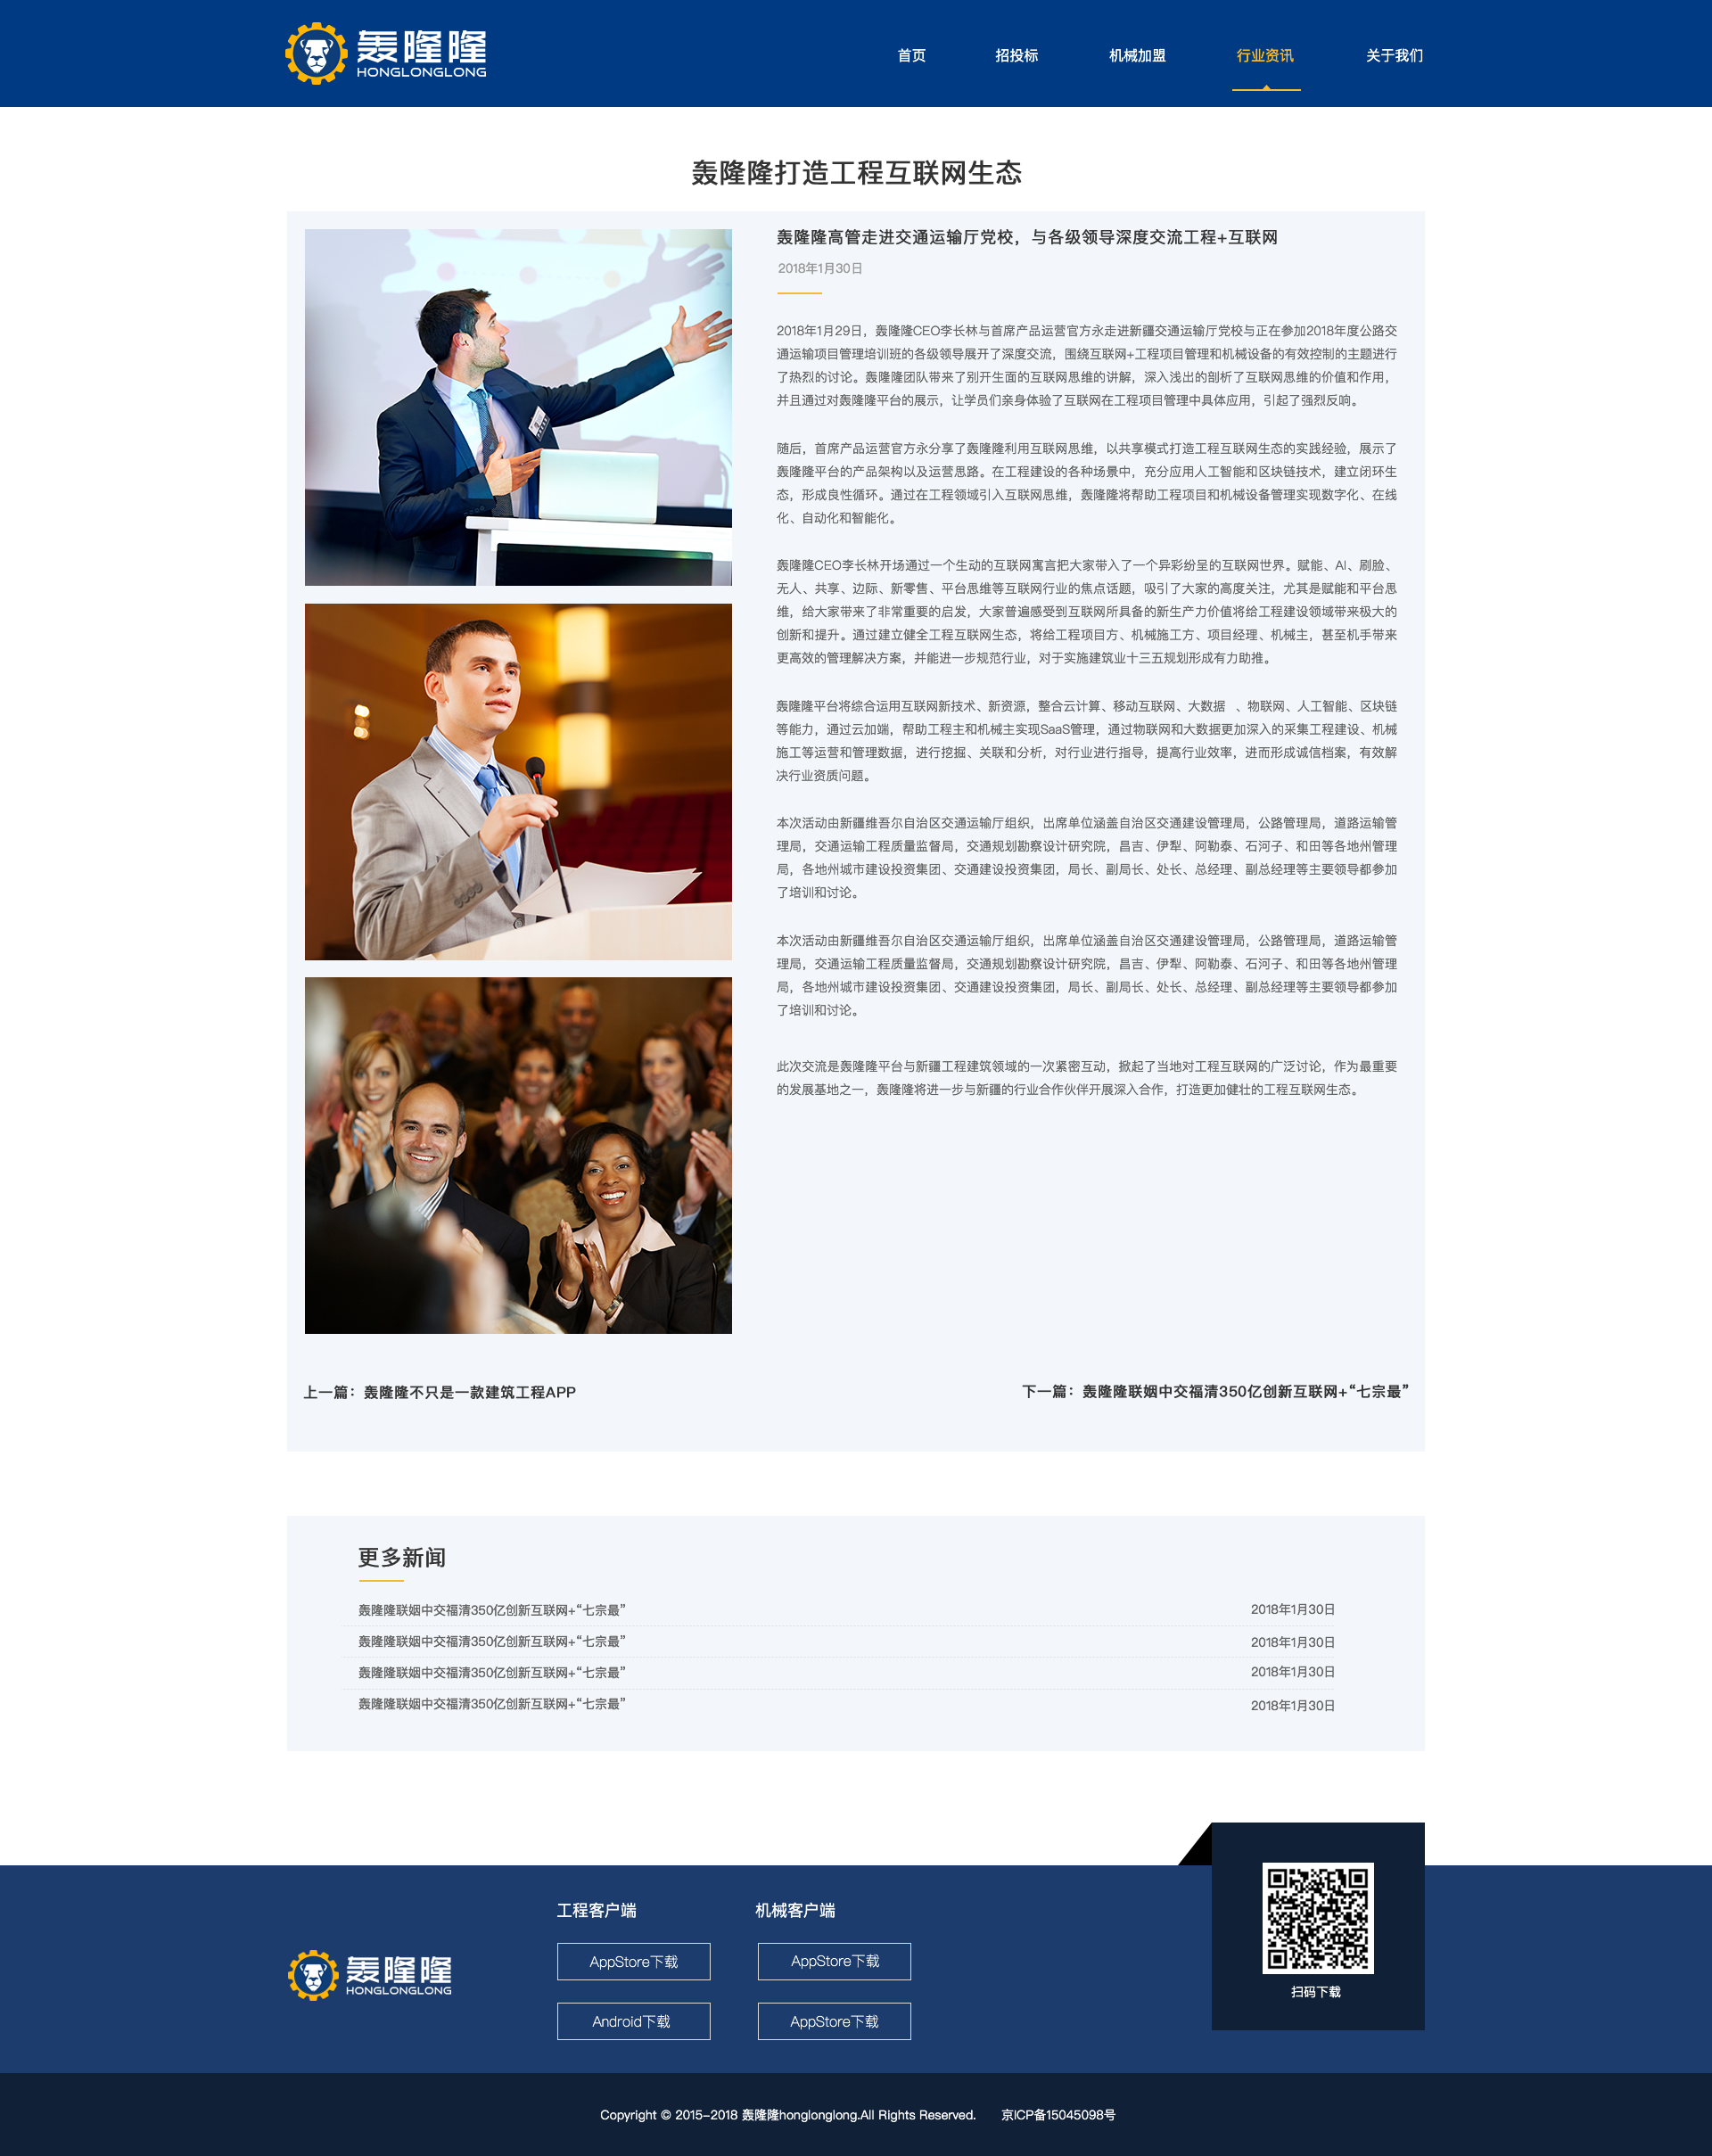 轰隆隆
HONGLONGLONG
首页
招投标
机械加盟
行业资讯
关于我们
轰隆隆打造工程互联网生态
轰隆隆高管走进交通运输厅党校，与各级领导深度交流工程+互联网
2018年1月30日
2018年1月29日，轰隆隆CEO李长林与首席产品运营官方永走进新疆交通运输厅党校与正在参加2018年度公路交
通运输项目管理培训班的各级领导展开了深度交流，围绕互联网+工程项目管理和机械设备的有效控制的主题进行
了热烈的讨论。轰隆隆团队带来了别开生面的互联网思维的讲解，深入浅出的剖析了互联网思维的价值和作用，
并且通过对轰隆隆平台的展示，让学员们亲身体验了互联网在工程项目管理中具体应用，引起了强烈反响。
随后，首席产品运营官方永分享了轰隆隆利用互联网思维，以共享模式打造工程互联网生态的实践经验，展示了
轰隆隆平台的产品架构以及运营思路。在工程建设的各种场景中，充分应用人工智能和区块链技术，建立闭环生
态，形成良性循环。通过在工程领域引入互联网思维，轰隆隆将帮助工程项目和机械设备管理实现数字化、在线
化、自动化和智能化。
轰隆隆CEO李长林开场通过一个生动的互联网寓言把大家带入了一个异彩纷呈的互联网世界。赋能、AI、刷脸、
无人、共享、边际、新零售、平台思维等互联网行业的焦点话题，吸引了大家的高度关注，尤其是赋能和平台思
维，给大家带来了非常重要的启发，大家普遍感受到互联网所具备的新生产力价值将给工程建设领域带来极大的
创新和提升。通过建立健全工程互联网生态，将给工程项目方、机械施工方、项目经理、机械主，甚至机手带来
更高效的管理解决方案，并能进一步规范行业，对于实施建筑业十三五规划形成有力助推。
轰隆隆平台将综合运用互联网新技术、新资源，整合云计算、移动互联网、大数据 、物联网、人工智能、区块链
等能力，通过云加端，帮助工程主和机械主实现SaaS管理，通过物联网和大数据更加深入的采集工程建设、机械
施工等运营和管理数据，进行挖掘、关联和分析，对行业进行指导，提高行业效率，进而形成诚信档案，有效解
决行业资质问题。
本次活动由新疆维吾尔自治区交通运输厅组织，出席单位涵盖自治区交通建设管理局，公路管理局，道路运输管
理局，交通运输工程质量监督局，交通规划勘察设计研究院，昌吉、伊犁、阿勒泰、石河子、和田等各地州管理
局，各地州城市建设投资集团、交通建设投资集团，局长、副局长、处长、总经理、副总经理等主要领导都参加
了培训和讨论。
本次活动由新疆维吾尔自治区交通运输厅组织，出席单位涵盖自治区交通建设管理局，公路管理局，道路运输管
理局，交通运输工程质量监督局，交通规划勘察设计研究院，昌吉、伊犁、阿勒泰、石河子、和田等各地州管理
局，各地州城市建设投资集团、交通建设投资集团，局长、副局长、处长、总经理、副总经理等主要领导都参加
了培训和讨论。
此次交流是轰隆隆平台与新疆工程建筑领域的一次紧密互动，掀起了当地对工程互联网的广泛讨论，作为最重要
的发展基地之一，轰隆隆将进一步与新疆的行业合作伙伴开展深入合作，打造更加健壮的工程互联网生态。
上一篇：轰隆隆不只是一款建筑工程APP
下一篇：轰隆隆联姻中交福清350亿创新互联网+“七宗最”
更多新闻
轰隆隆联姻中交福清350亿创新互联网+“七宗最” 2018年1月30日
轰隆隆联姻中交福清350亿创新互联网+“七宗最” 2018年1月30日
轰隆隆联姻中交福清350亿创新互联网+“七宗最” 2018年1月30日
轰隆隆联姻中交福清350亿创新互联网+“七宗最” 2018年1月30日
轰隆隆
HONGLONGLONG
工程客户端
AppStore下载
Android下载
机械客户端
AppStore下载
AppStore下载
扫码下载
Copyright © 2015-2018 轰隆隆honglonglong.All Rights Reserved. 京ICP备15045098号